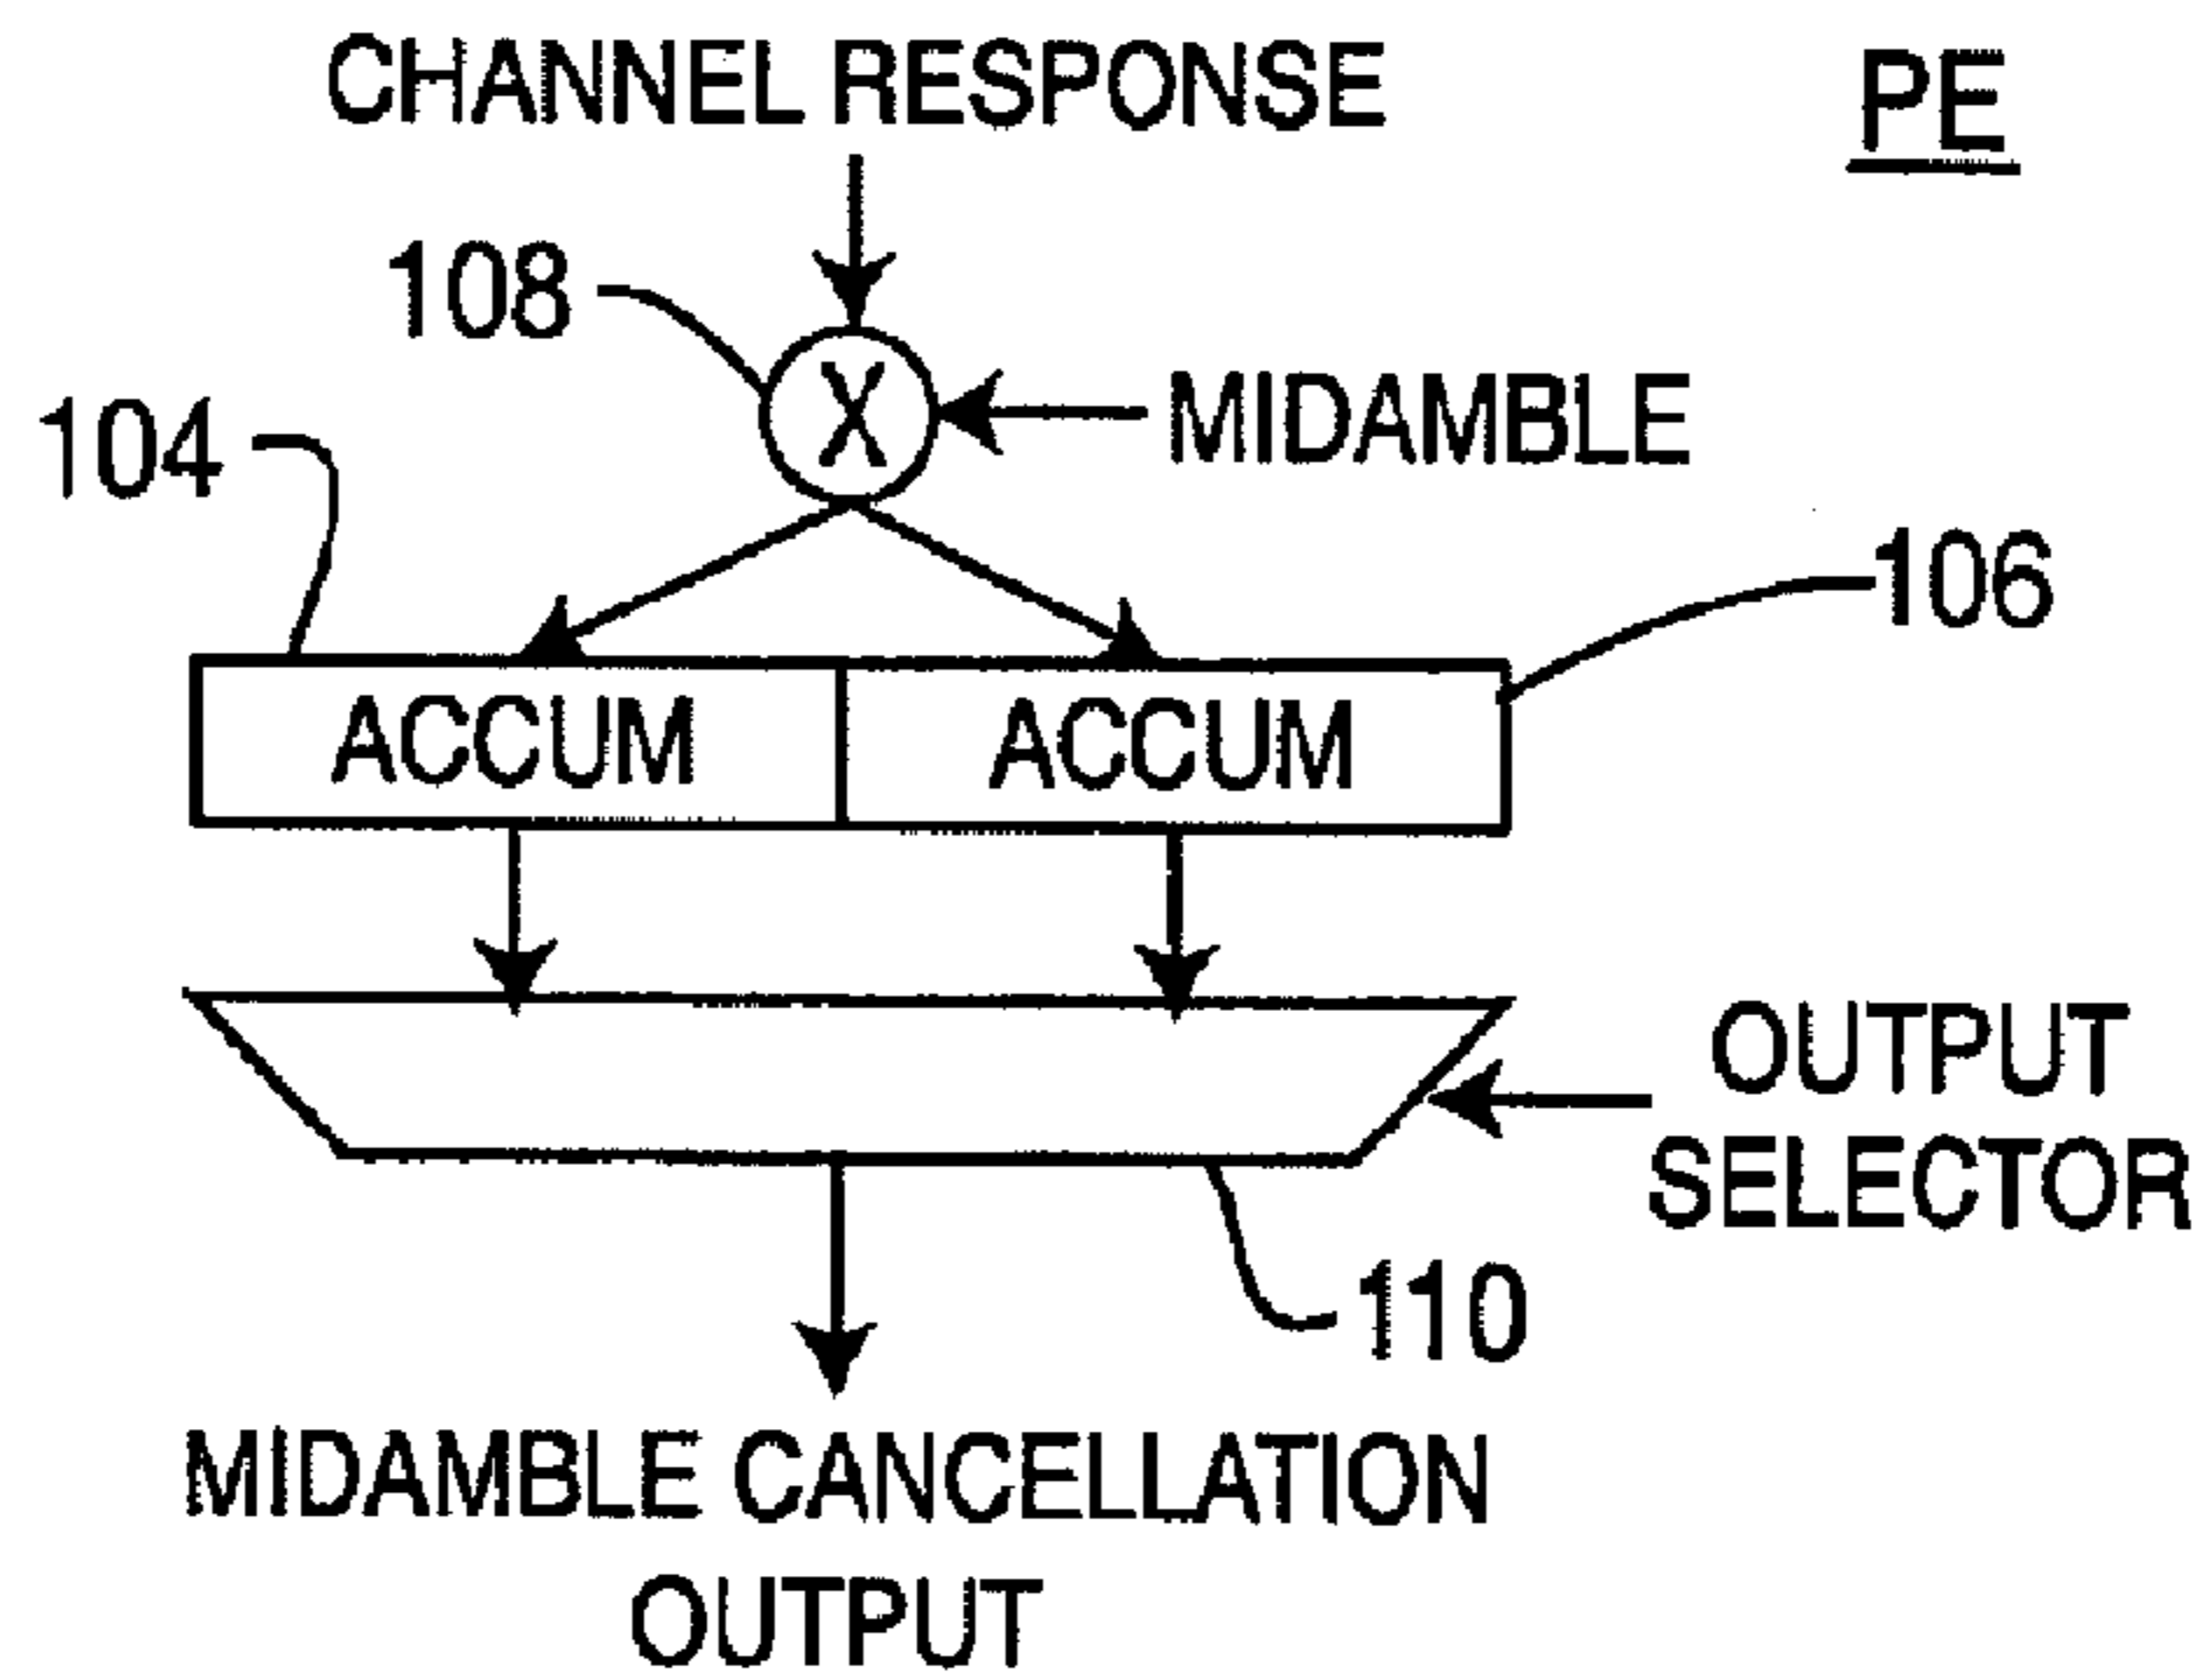 CHANNEL RESPONSE
PE
108
X
MIDAMBLE
104
106
ACCUM
ACCUM
OUTPUT
SELECTOR
110
MIDAMBLE CANCELLATION
OUTPUT